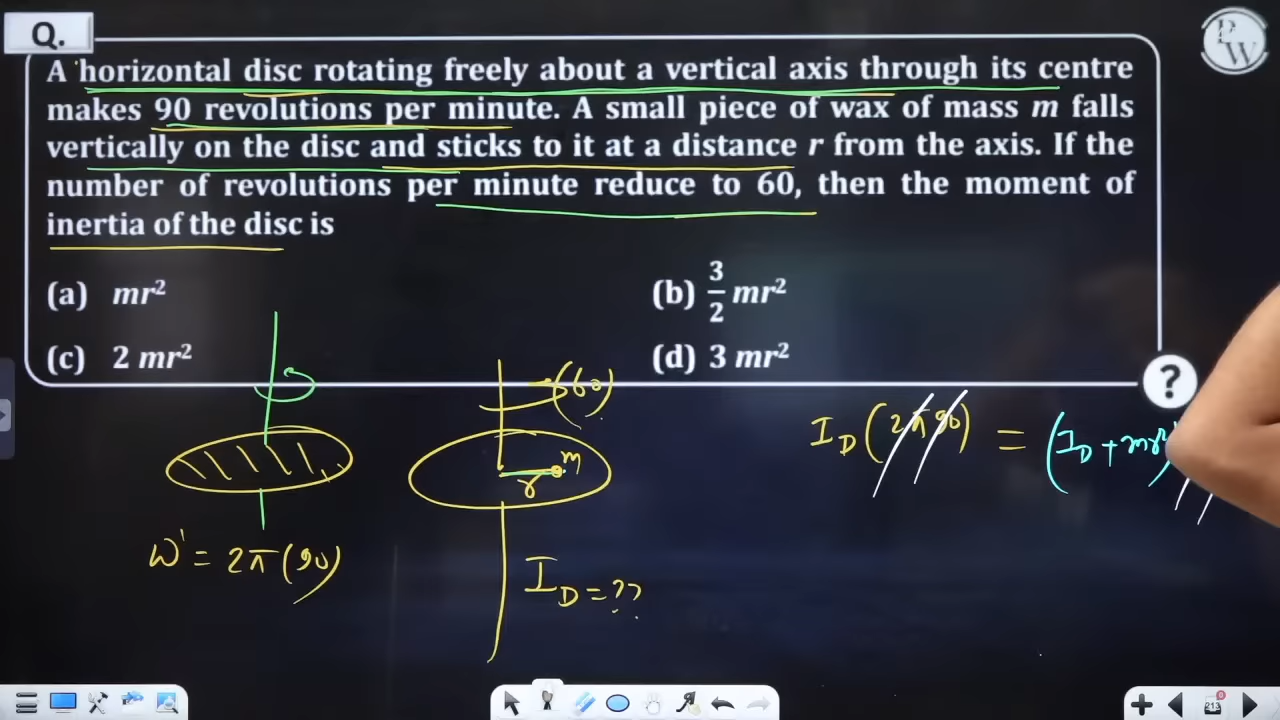 Q.
A horizontal disc rotating freely about a vertical axis through its centre
makes 90 revolutions per minute. A small piece of wax of mass m falls
vertically on the disc and sticks to it at a distance r from the axis. If the
number of revolutions per minute reduce to 60, then the moment of
inertia of the disc is
(a) mr²
(b) 3/2 mr²
(c) 2 mr²
(d) 3 mr²
?
PW
(60)
m
r
I_D (2π 90) = (I_D + mr²)
ω' = 2π (90)
I_D = ??
213